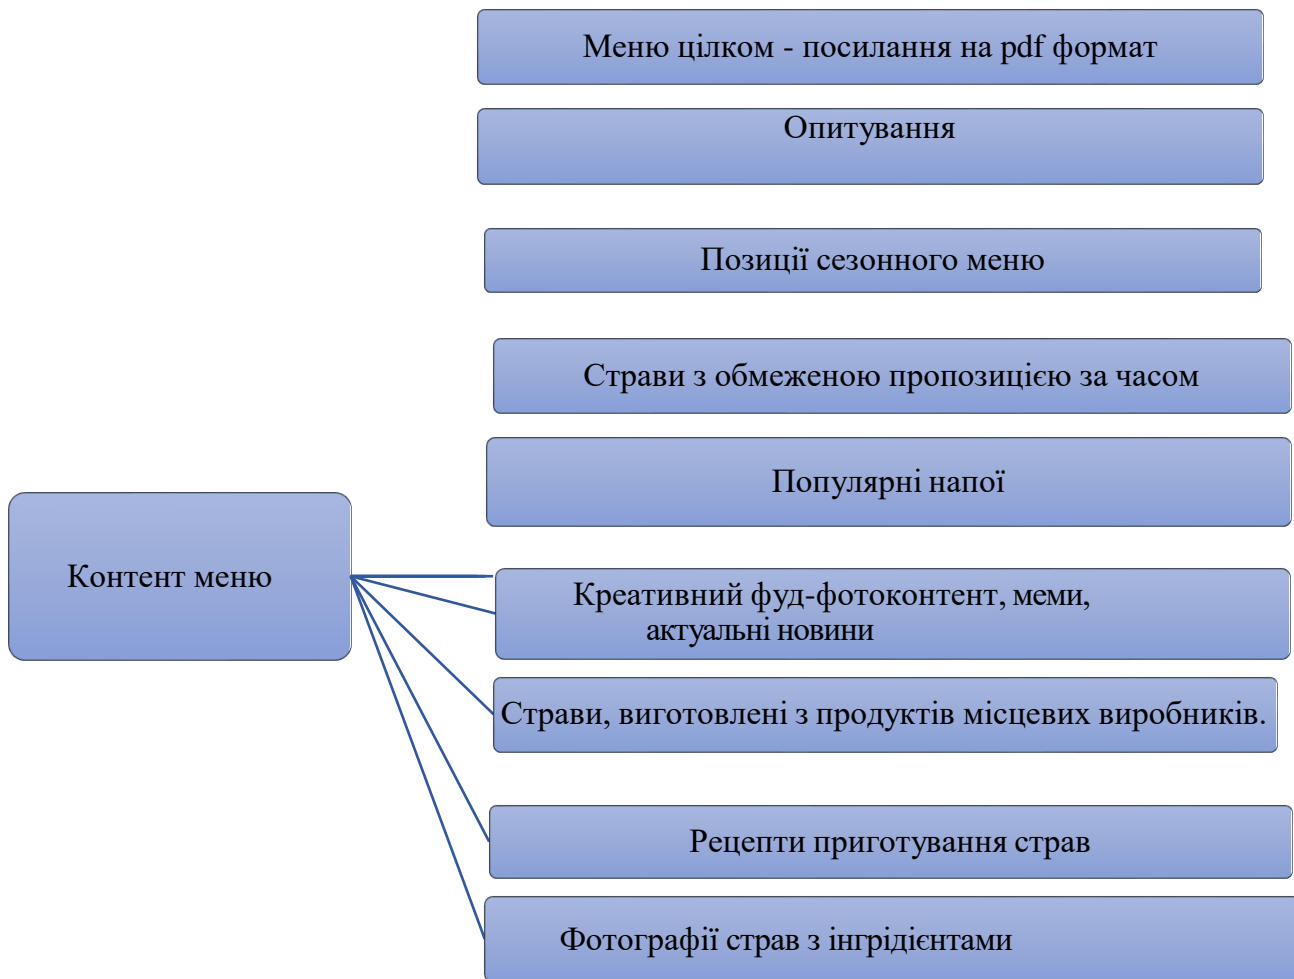 Меню цілком - посилання на pdf формат
Опитування
Позиції сезонного меню
Страви з обмеженою пропозицією за часом
Популярні напої
Контент меню
Креативний фуд-фотоконтент, меми,
актуальні новини
Страви, виготовлені з продуктів місцевих виробників.
Рецепти приготування страв
Фотографії страв з інгрідієнтами